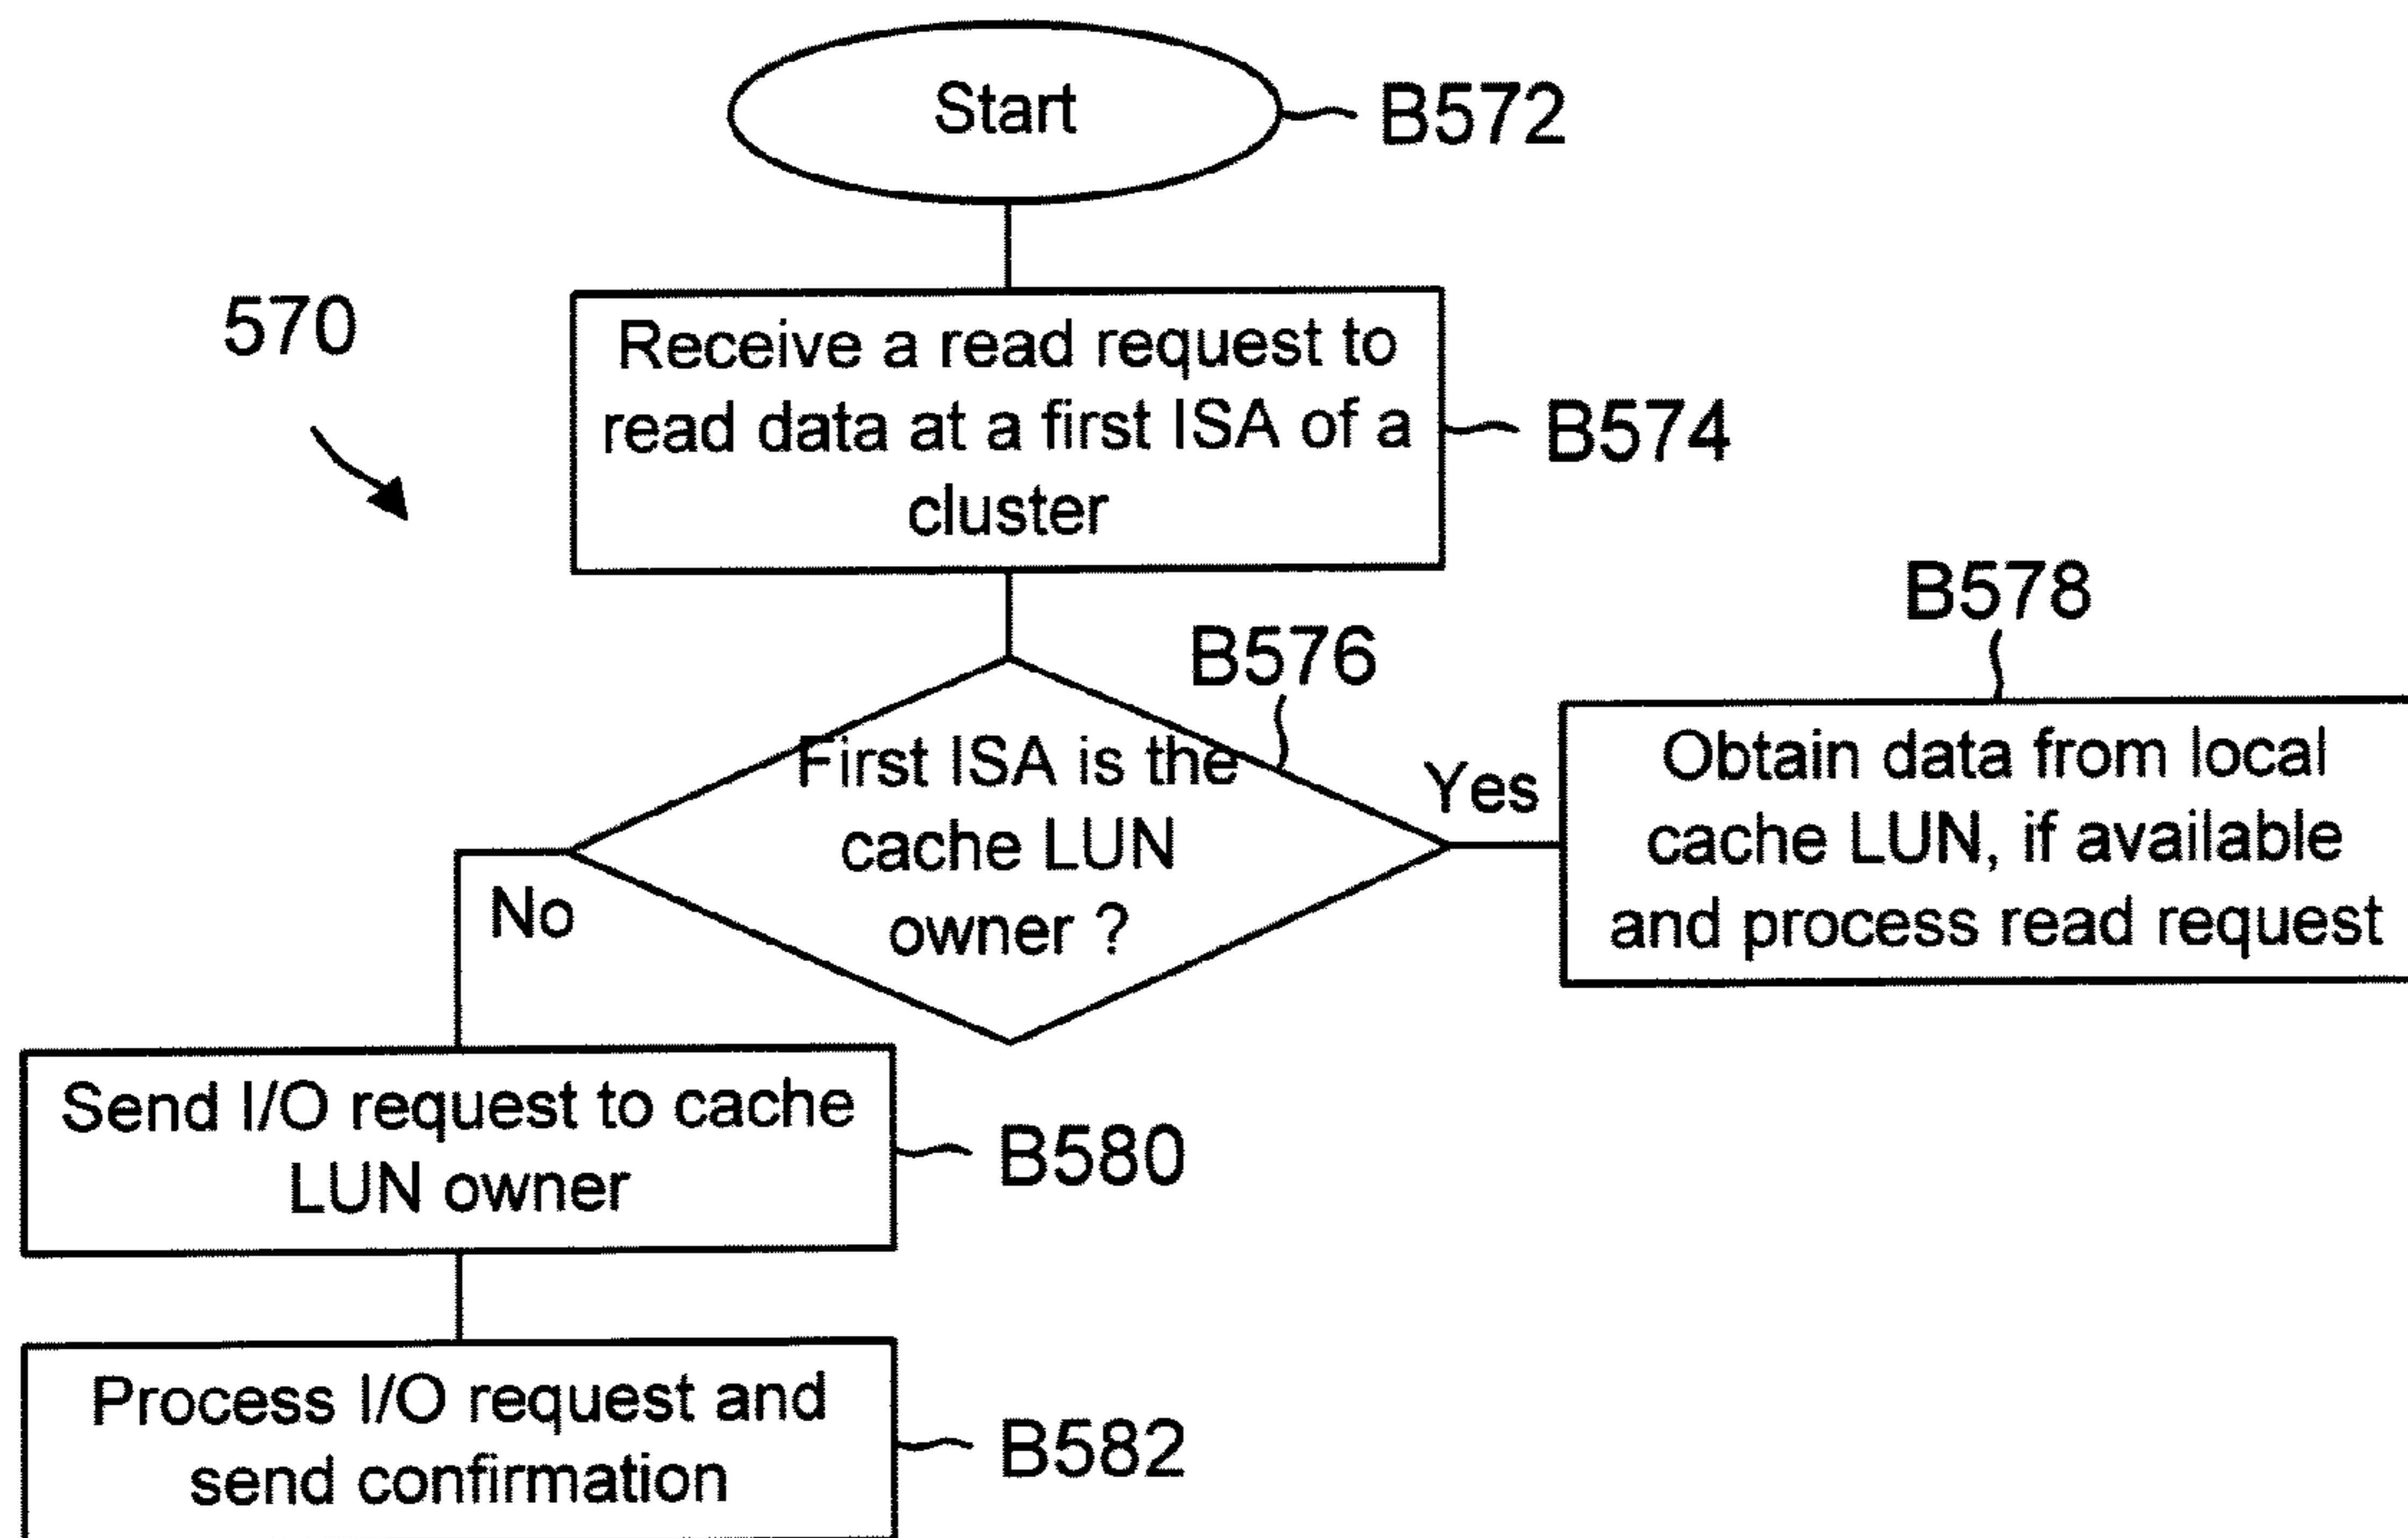 Start
B572
570
Receive a read request to
read data at a first ISA of a
cluster
B574
B576
First ISA is the
cache LUN
owner ?
Yes
No
B578
Obtain data from local
cache LUN, if available
and process read request
Send I/O request to cache
LUN owner
B580
Process I/O request and
send confirmation
B582